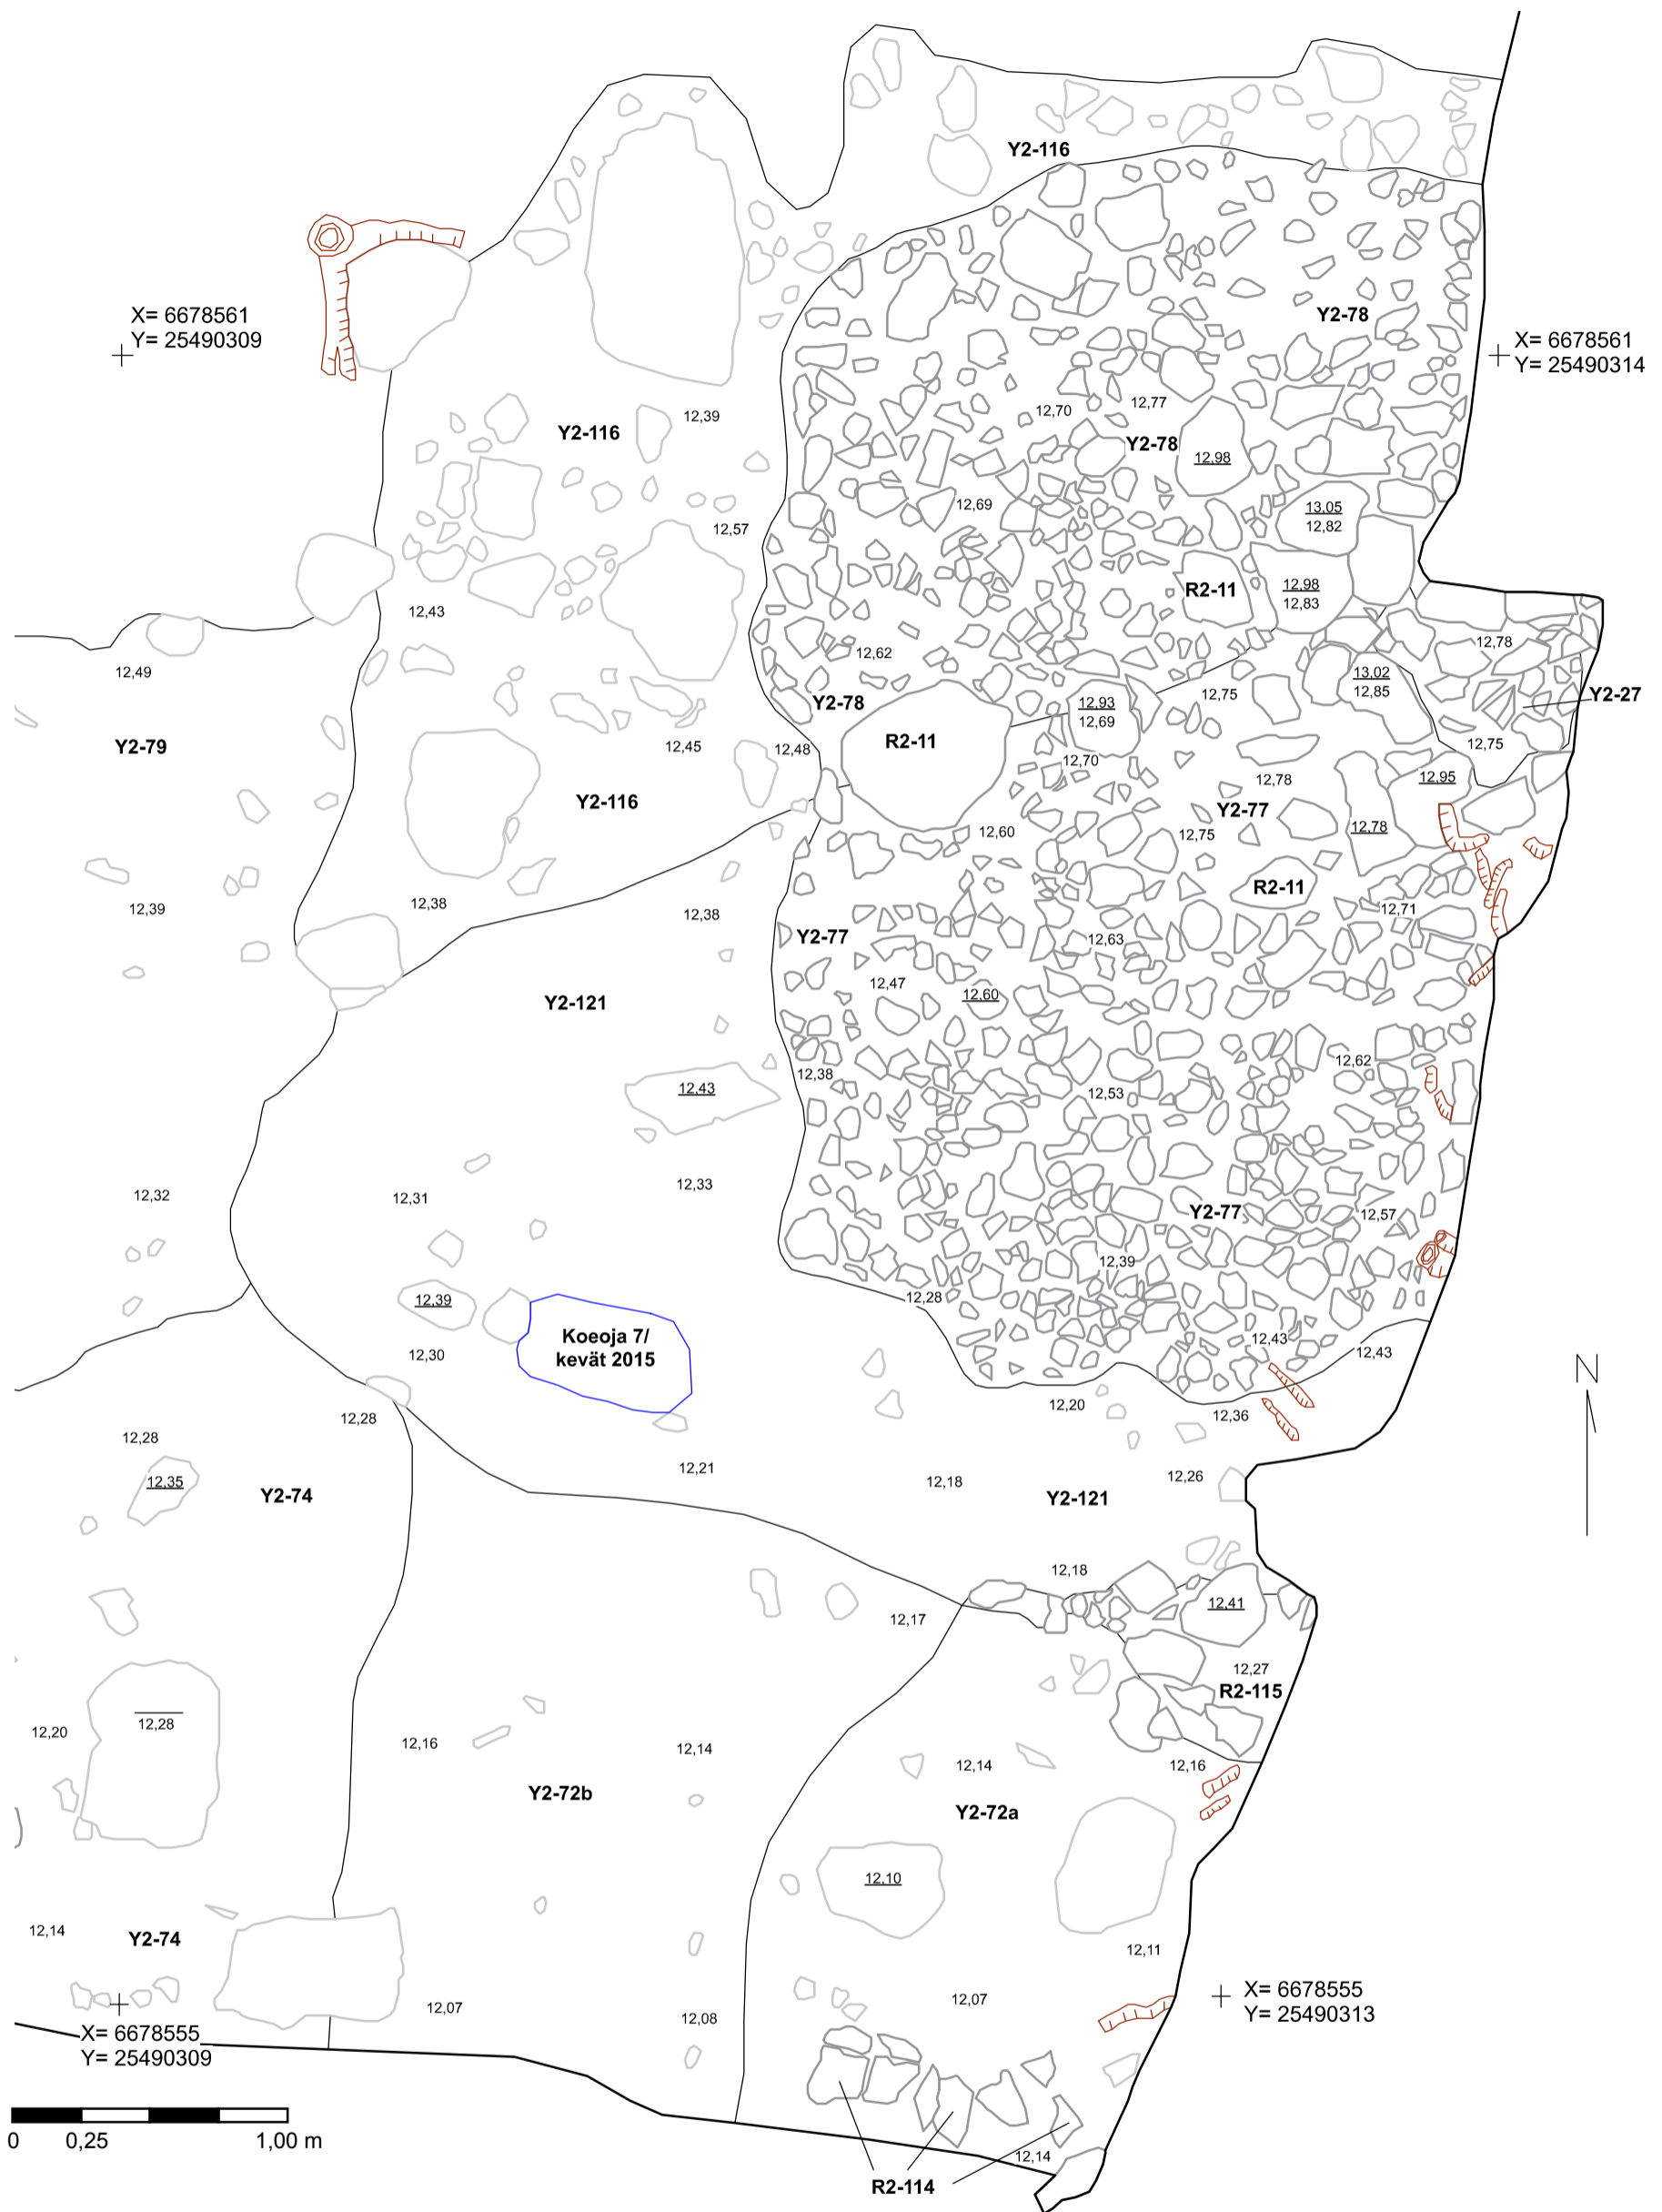 Y2-116
X= 6678561
Y= 25490309
Y2-78
X= 6678561
Y= 25490314
12,39
12,70
12,77
Y2-116
Y2-78
12,98
12,69
13,05
12,82
12,57
R2-11
12,98
12,83
12,43
12,62
12,78
12,49
13,02
12,85
12,75
Y2-27
Y2-78
12,93
12,69
Y2-79
12,45
12,48
R2-11
12,75
12,70
12,78
12,95
Y2-116
Y2-77
12,60
12,75
12,78
R2-11
12,39
12,38
12,38
12,71
Y2-77
12,63
12,47
12,60
Y2-121
12,62
12,38
12,43
12,53
12,32
12,31
12,33
Y2-77
12,57
12,39
12,39
12,28
Koeoja 7/
kevät 2015
12,43
12,43
12,30
N
12,28
12,20
12,36
12,28
12,35
12,21
12,18
12,26
Y2-74
Y2-121
12,18
12,41
12,17
12,27
R2-115
12,28
12,20
12,16
12,14
12,14
12,16
Y2-72b
Y2-72a
12,10
12,14
Y2-74
12,11
12,07
12,08
12,07
X= 6678555
Y= 25490313
X= 6678555
Y= 25490309
0
0,25
1,00 m
12,14
R2-114